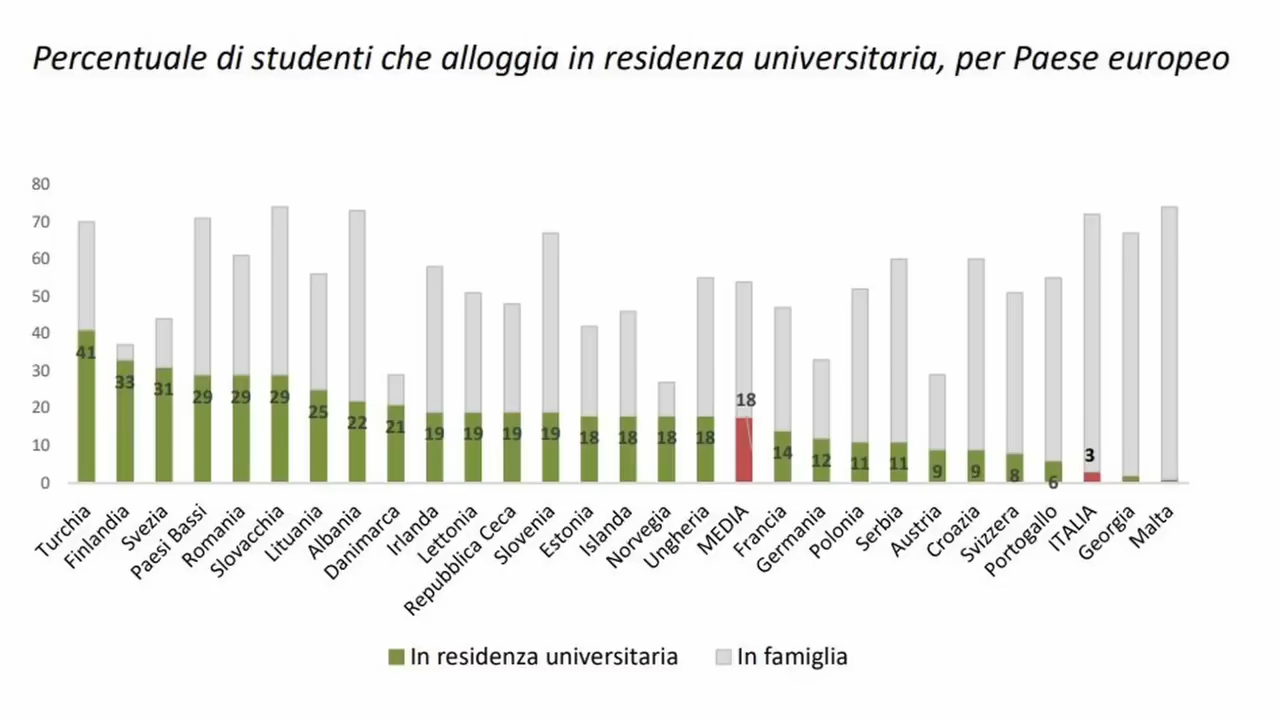 Percentuale di studenti che alloggia in residenza universitaria, per Paese europeo
80
70
60
50
40
30
20
10
0
41
33
31
29
29
29
25
22
21
19
19
19
19
18
18
18
18
18
14
12
11
11
9
9
8
6
3
Turchia
Finlandia
Svezia
Paesi Bassi
Romania
Slovacchia
Lituania
Albania
Danimarca
Irlanda
Lettonia
Repubblica Ceca
Slovenia
Estonia
Islanda
Norvegia
Ungheria
MEDIA
Francia
Germania
Polonia
Serbia
Austria
Croazia
Svizzera
Portogallo
ITALIA
Georgia
Malta
In residenza universitaria
In famiglia